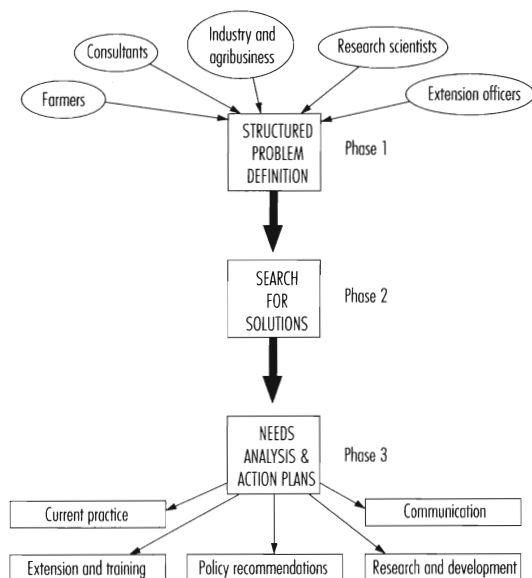 Industry and
agribusiness
Consultants
Research scientists
Farmers
Extension officers
STRUCTURED
PROBLEM
DEFINITION
Phase 1
SEARCH
FOR
SOLUTIONS
Phase 2
NEEDS
ANALYSIS &
ACTION PLANS
Phase 3
Current practice
Communication
Extension and training
Policy recommendations
Research and development